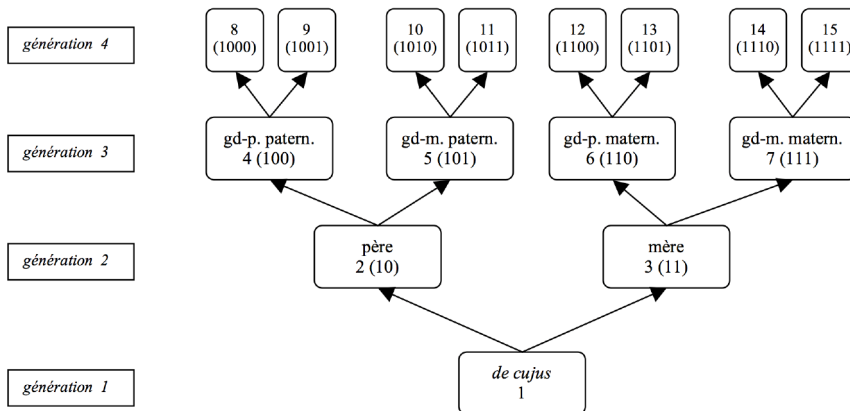 génération 4
8
(1000)
9
(1001)
10
(1010)
11
(1011)
12
(1100)
13
(1101)
14
(1110)
15
(1111)
génération 3
gd-p. patern.
4 (100)
gd-m. patern.
5 (101)
gd-p. matern.
6 (110)
gd-m. matern.
7 (111)
génération 2
père
2 (10)
mère
3 (11)
génération 1
de cujus
1